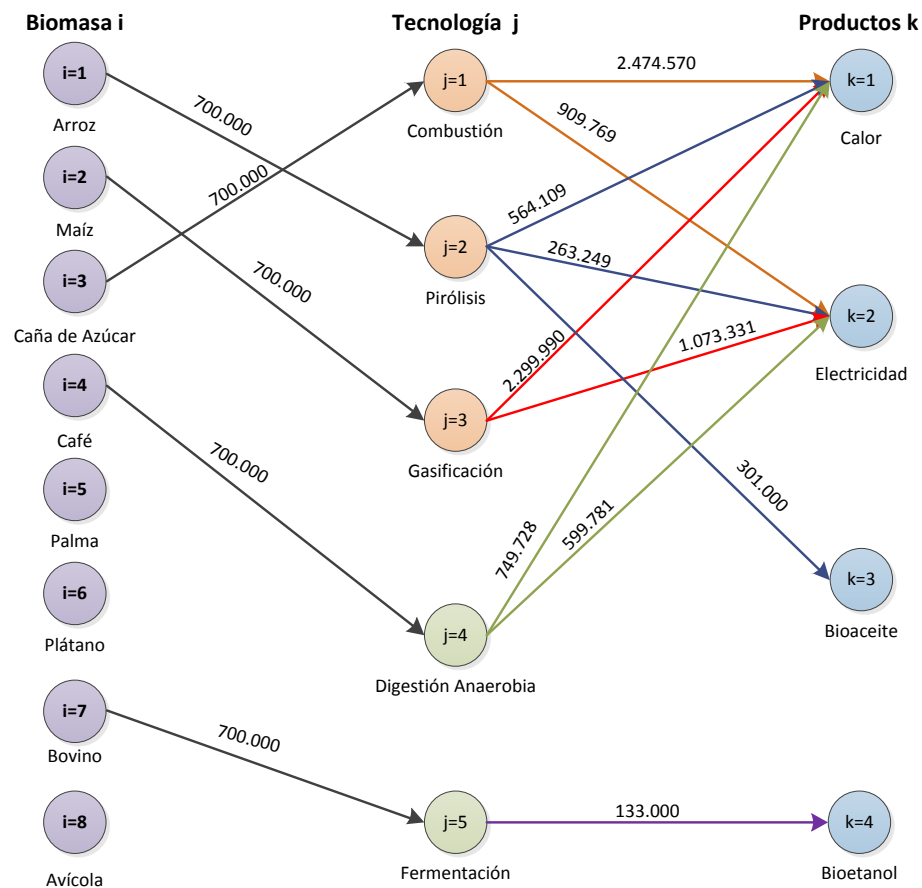 Biomasa i
Tecnología j
Productos k
i=1
Arroz
i=2
Maíz
i=3
Caña de Azúcar
i=4
Café
i=5
Palma
i=6
Plátano
i=7
Bovino
i=8
Avícola
700.000
700.000
700.000
700.000
700.000
j=1
Combustión
j=2
Pirólisis
j=3
Gasificación
j=4
Digestión Anaerobia
j=5
Fermentación
2.474.570
909.769
564.109
263.249
2.299.990
1.073.331
301.000
749.728
599.781
133.000
k=1
Calor
k=2
Electricidad
k=3
Bioaceite
k=4
Bioetanol